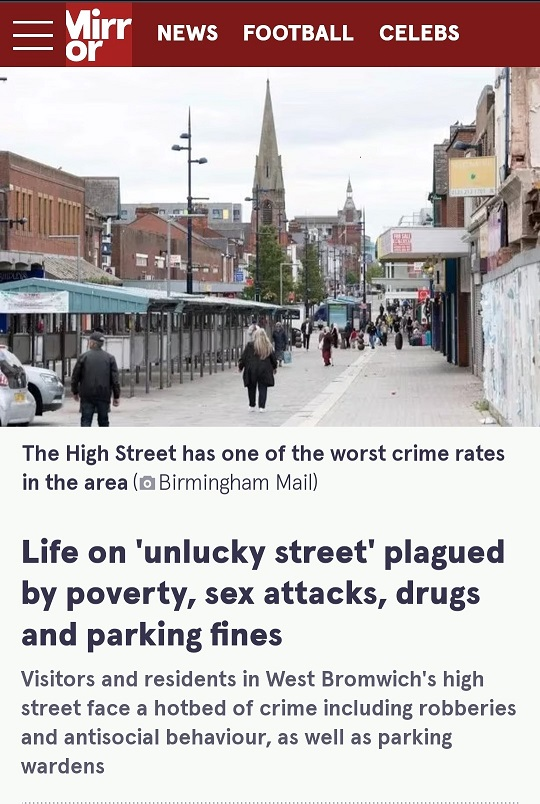 Mirr
or
NEWS FOOTBALL CELEBS
The High Street has one of the worst crime rates
in the area (Birmingham Mail)
Life on 'unlucky street' plagued
by poverty, sex attacks, drugs
and parking fines
Visitors and residents in West Bromwich's high
street face a hotbed of crime including robberies
and antisocial behaviour, as well as parking
wardens